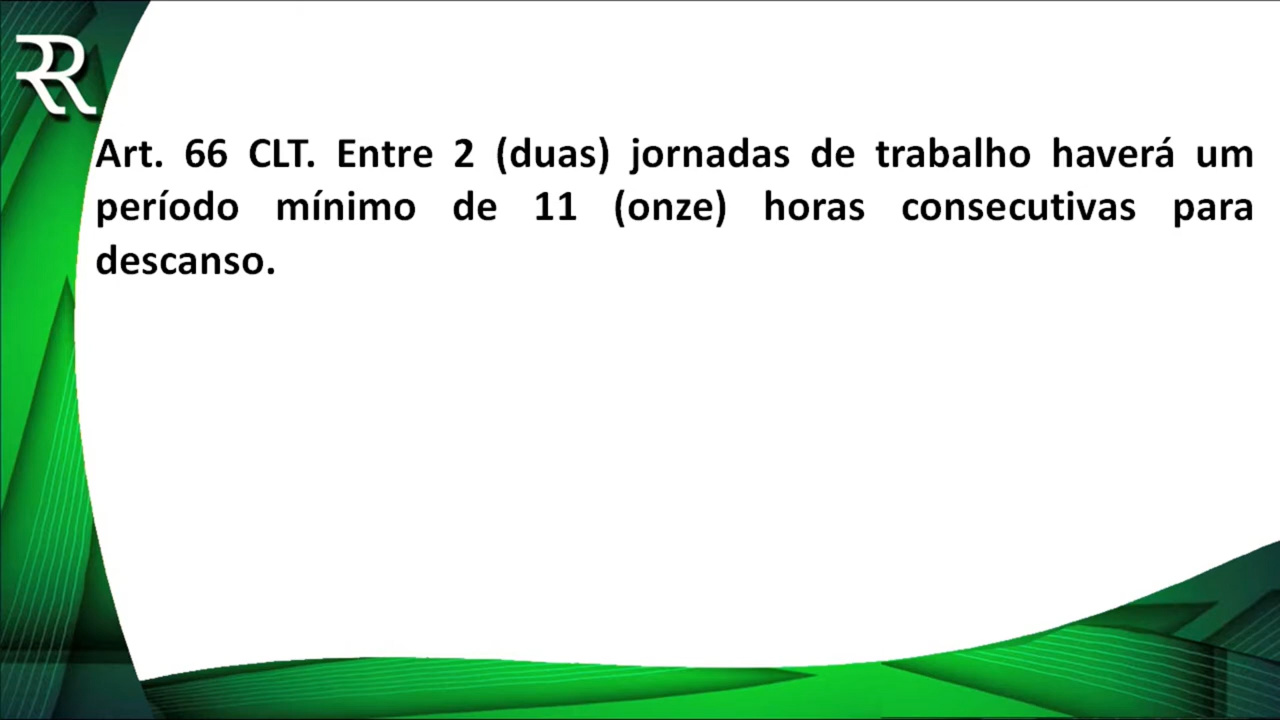 Art. 66 CLT. Entre 2 (duas) jornadas de trabalho haverá um
período mínimo de 11 (onze) horas consecutivas para
descanso.